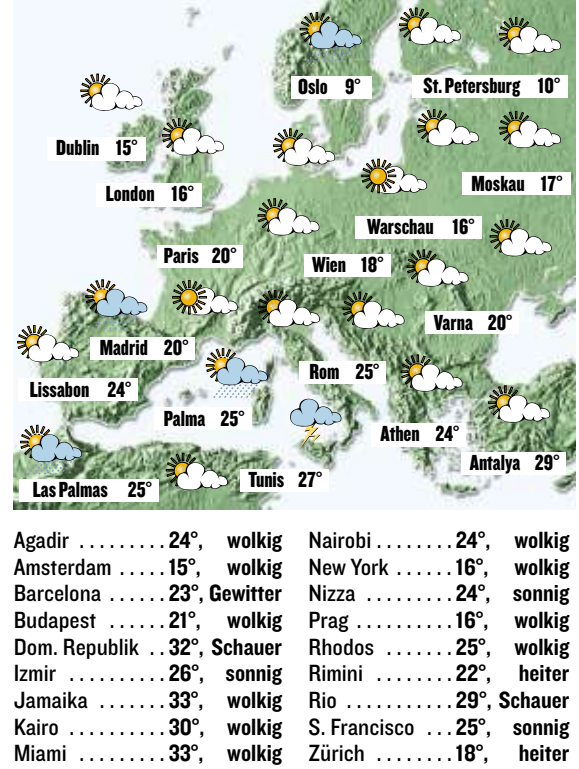 Oslo 9°
St. Petersburg 10°
Dublin 15°
London 16°
Moskau 17°
Warschau 16°
Paris 20°
Wien 18°
Varna 20°
Madrid 20°
Rom 25°
Lissabon 24°
Palma 25°
Athen 24°
Antalya 29°
Tunis 27°
Las Palmas 25°
Agadir ......... 24°, wolkig
Amsterdam ..... 15°, wolkig
Barcelona ...... 23°, Gewitter
Budapest ...... 21°, wolkig
Dom. Republik .. 32°, Schauer
Izmir .......... 26°, sonnig
Jamaika ....... 33°, wolkig
Kairo .......... 30°, wolkig
Miami ......... 33°, wolkig
Nairobi ........ 24°, wolkig
New York ...... 16°, wolkig
Nizza ......... 24°, sonnig
Prag .......... 16°, wolkig
Rhodos ....... 25°, wolkig
Rimini ........ 22°, heiter
Rio ........... 29°, Schauer
S. Francisco ... 25°, sonnig
Zürich ........ 18°, heiter